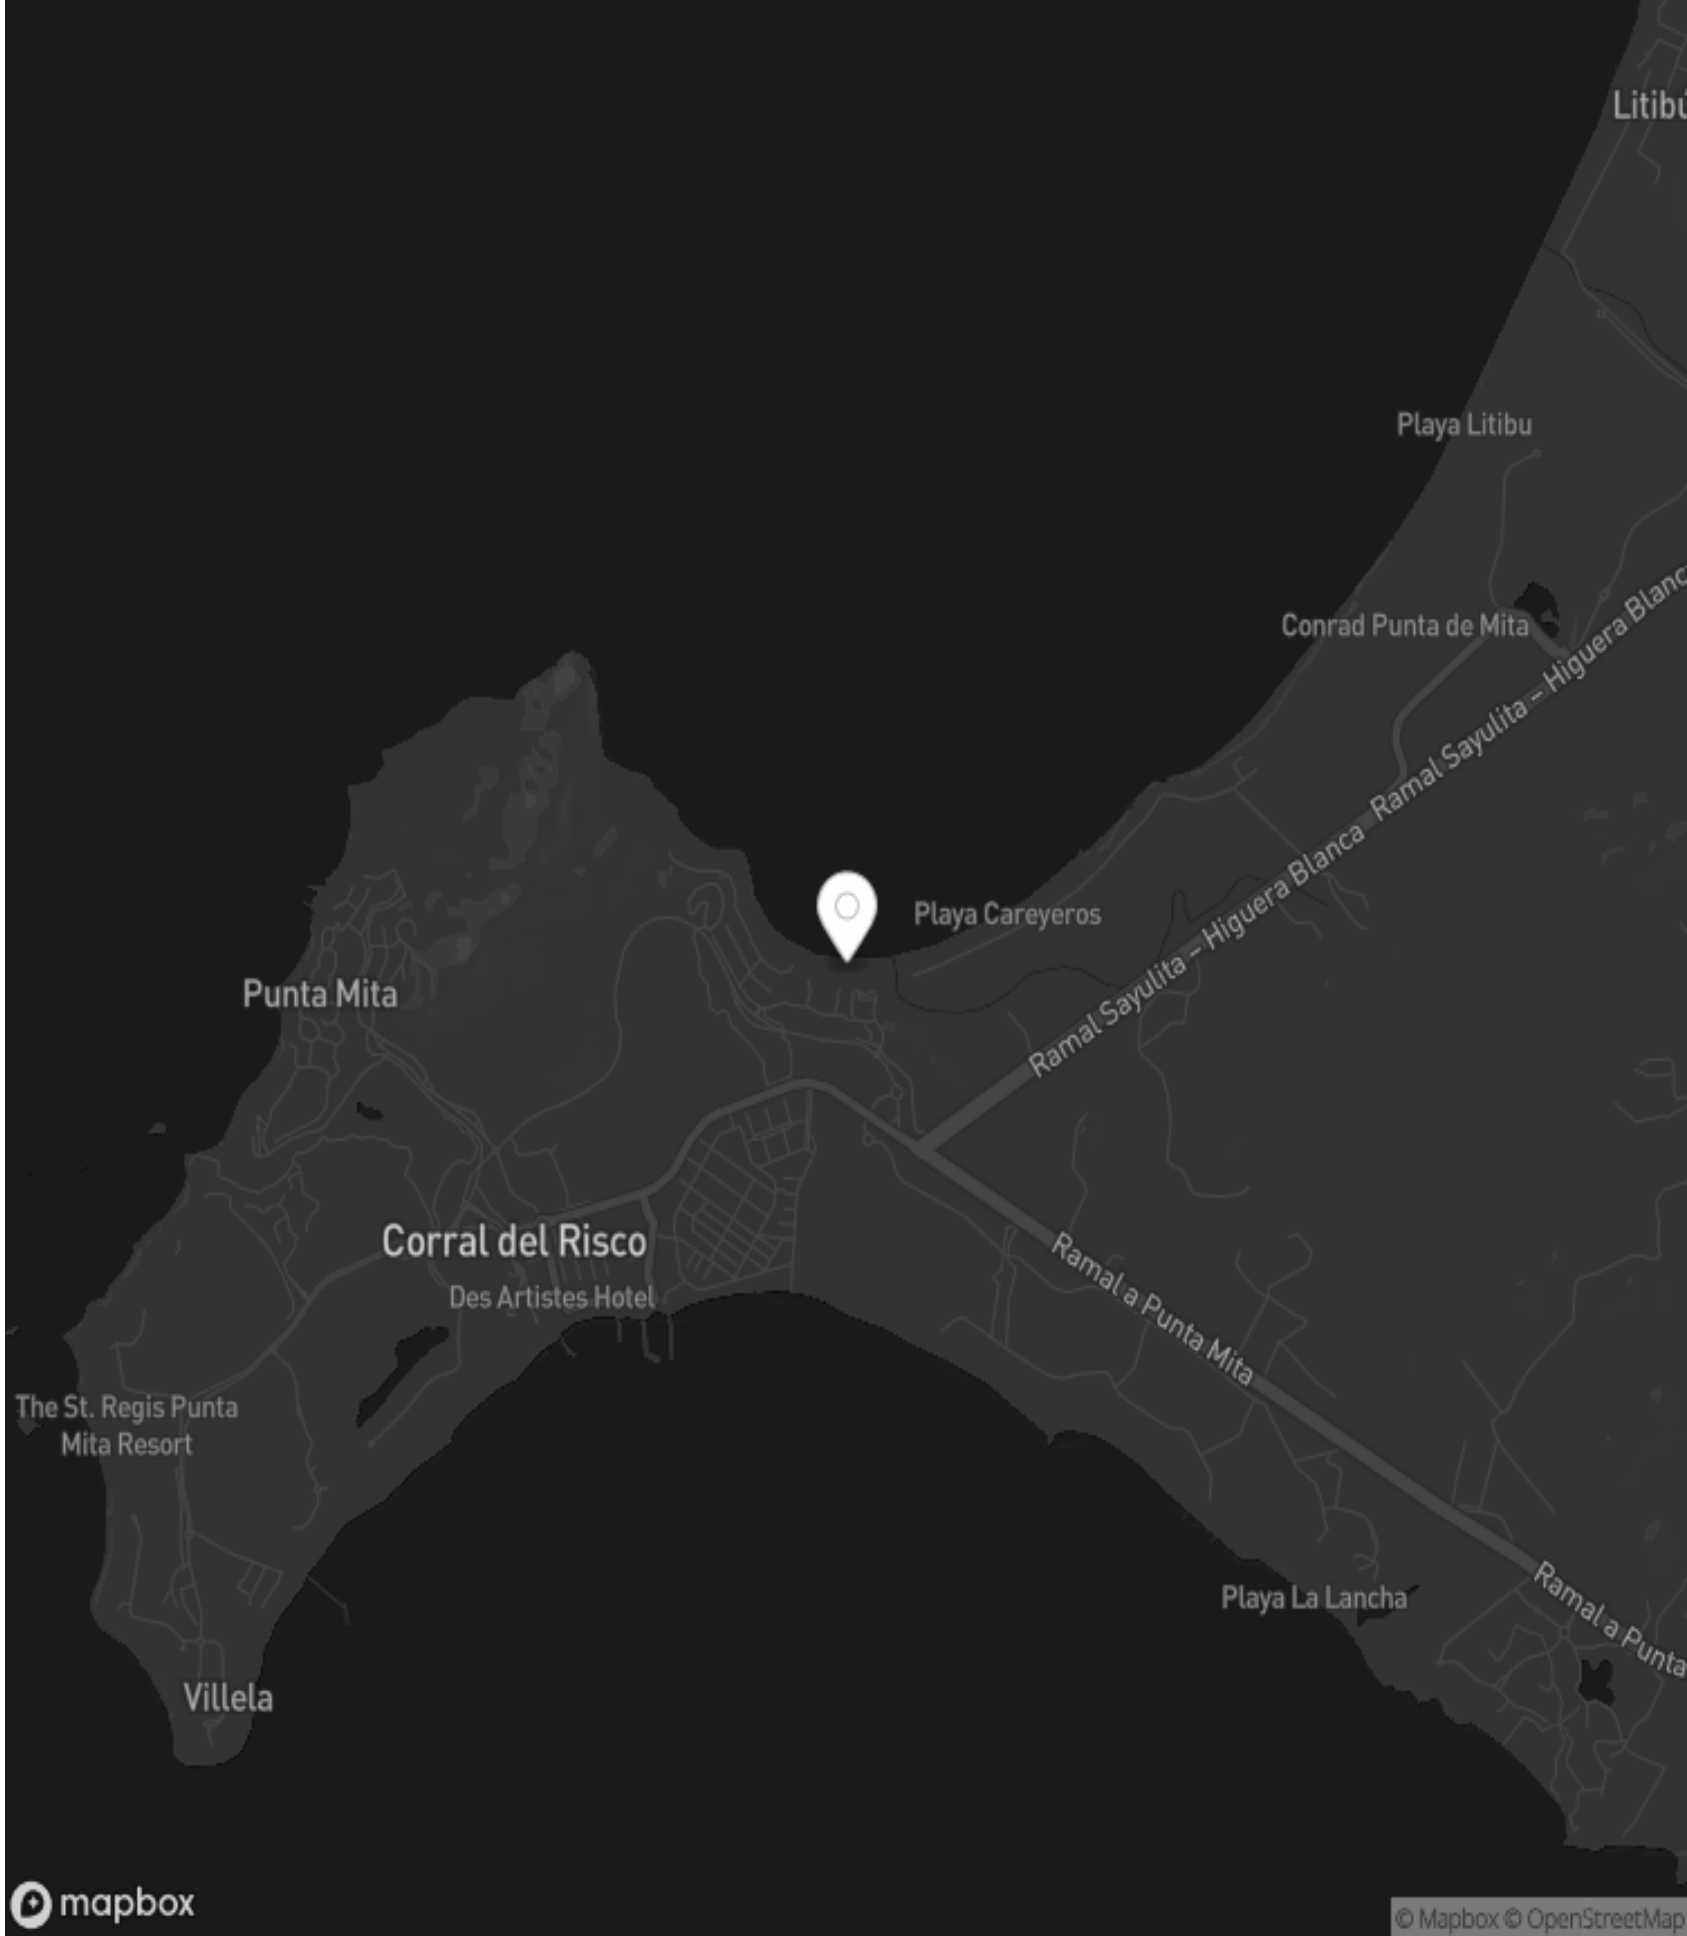 Litibú
Playa Litibu
Conrad Punta de Mita
Ramal Sayulita – Higuera Blanc
Ramal Sayulita – Higuera Blanca
Playa Careyeros
Punta Mita
Corral del Risco
Des Artistes Hotel
Ramal a Punta Mita
The St. Regis Punta
Mita Resort
Playa La Lancha
Ramal a Punta
Villela
mapbox
© Mapbox © OpenStreetMap